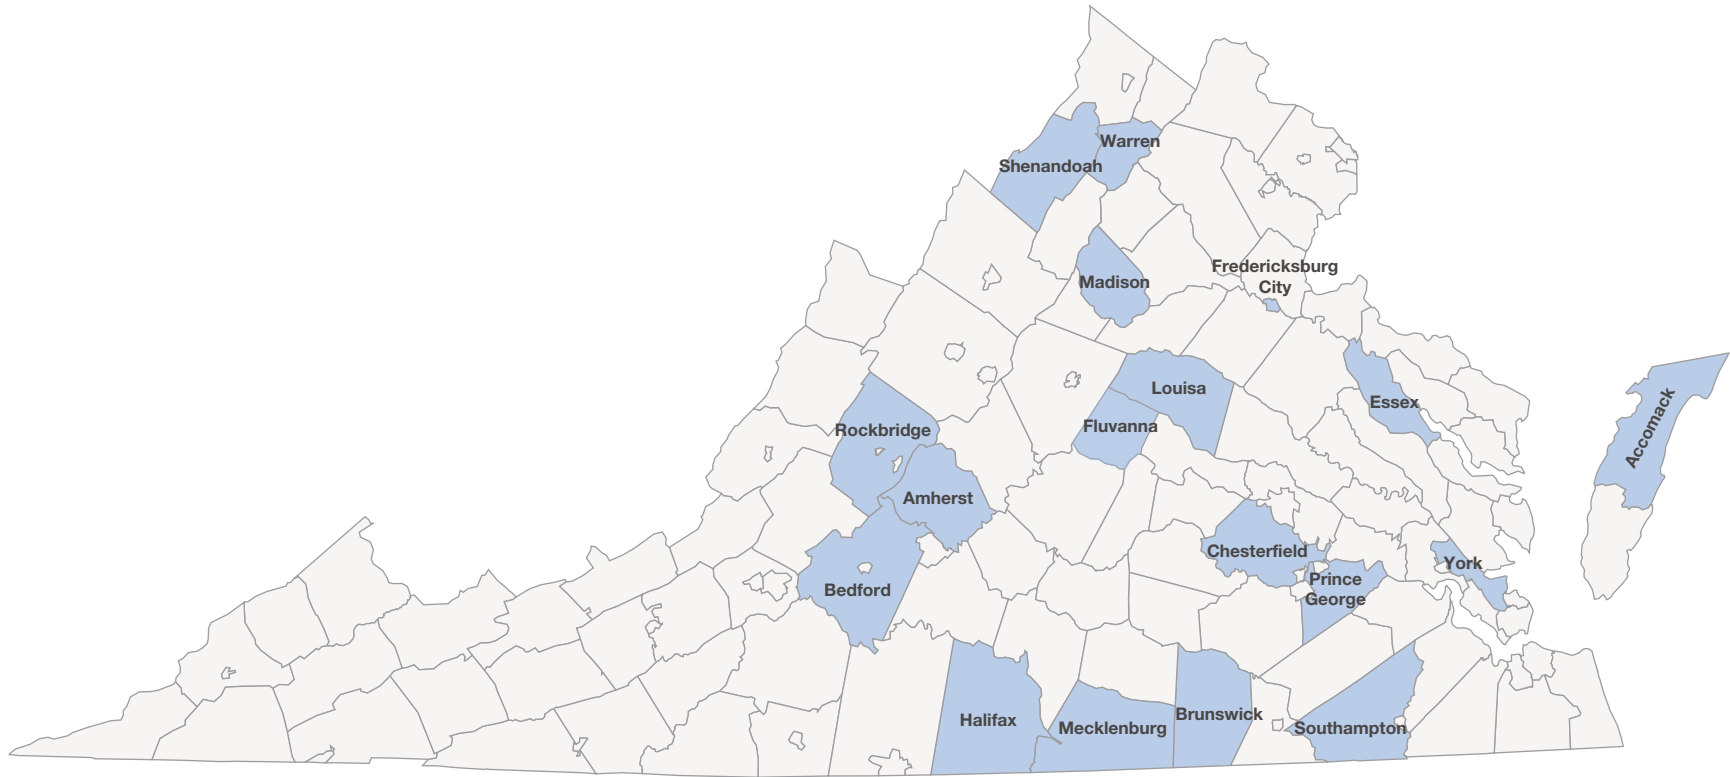 Warren
Shenandoah
Fredericksburg
City
Madison
Louisa
Essex
Accomack
Fluvanna
Rockbridge
Amherst
Chesterfield
York
Prince
George
Bedford
Halifax
Mecklenburg
Brunswick
Southampton